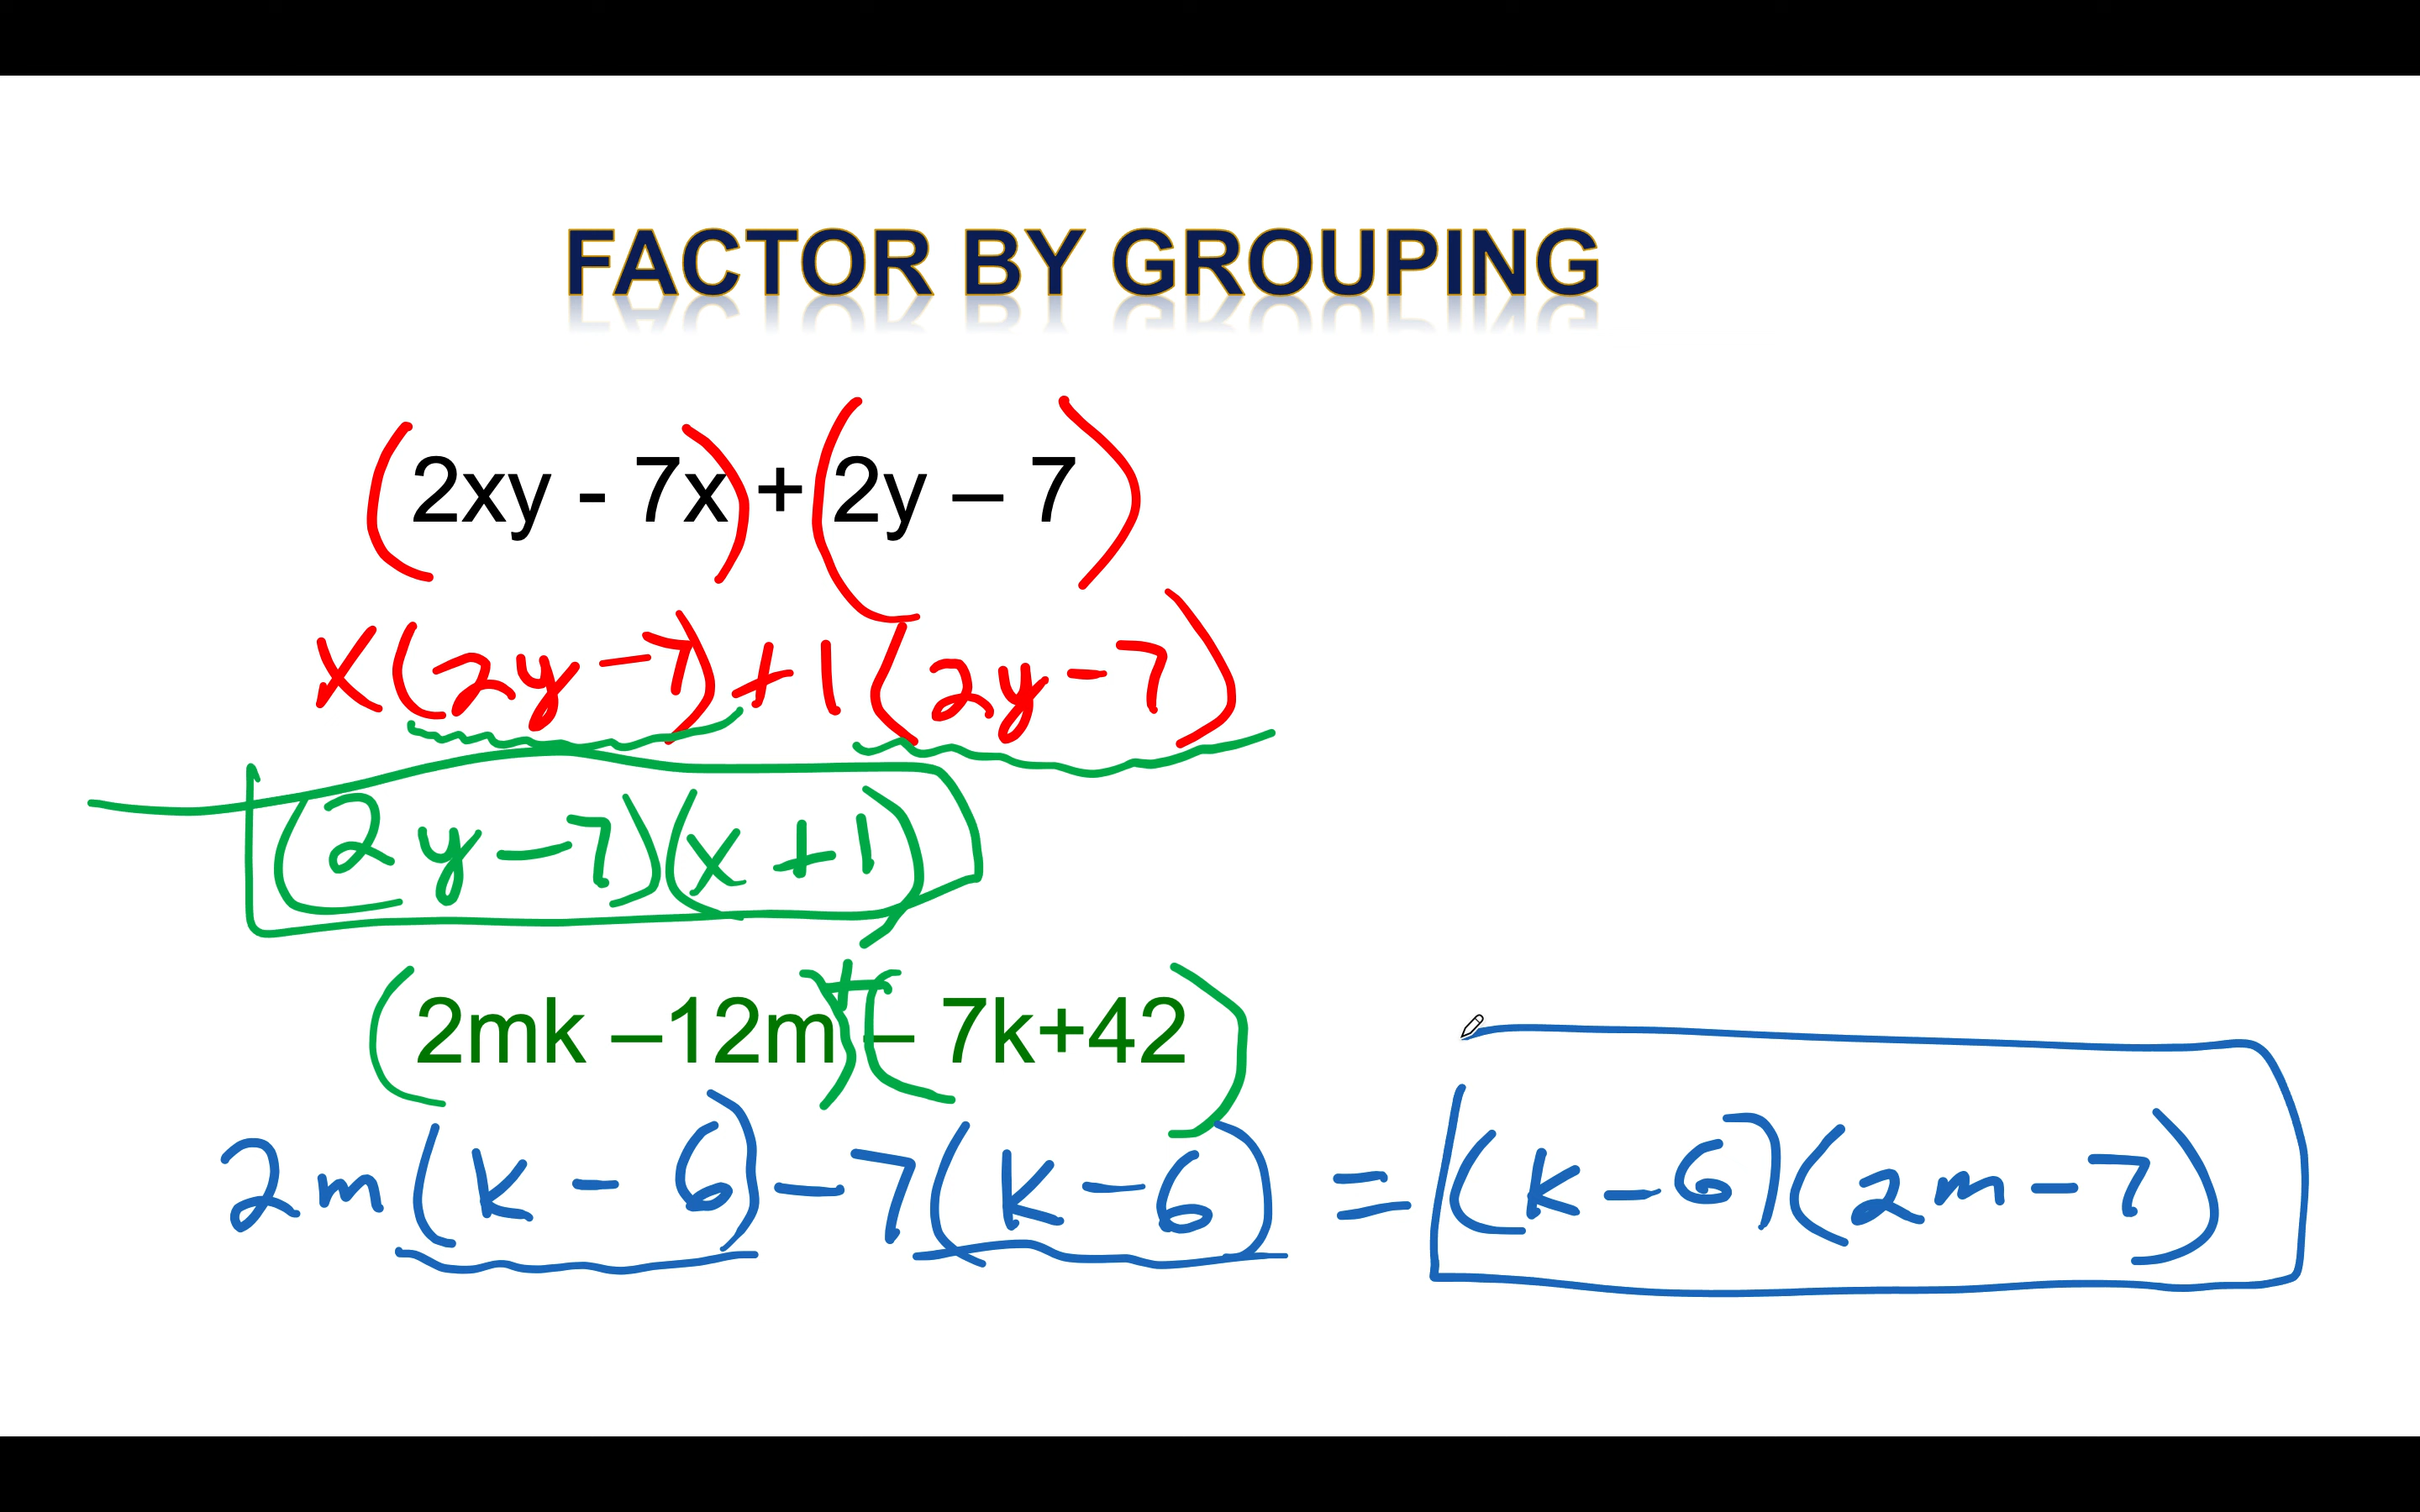 FACTOR BY GROUPING
(2xy - 7x) + (2y – 7)
x(2y-7) + 1(2y-7)
(2y-7)(x+1)
(2mk –12m) + (– 7k+42)
2m(k-6) - 7(k-6) = (k-6)(2m-7)